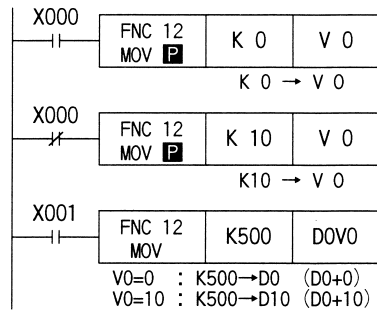 X000
FNC 12 MOV P K 0 V 0
K 0 → V 0
X000
FNC 12 MOV P K 10 V 0
K10 → V 0
X001
FNC 12 MOV K500 D0V0
V0=0 : K500→D0 (D0+0)
V0=10 : K500→D10 (D0+10)